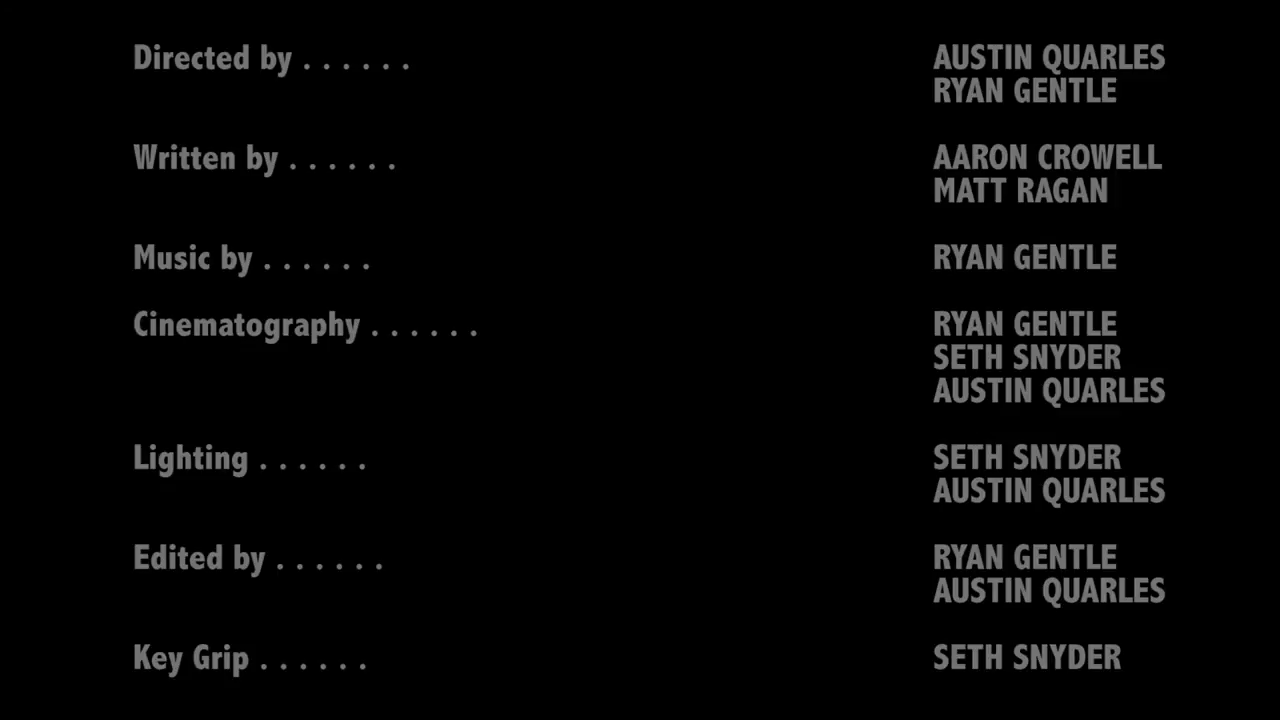 Directed by . . . . . . AUSTIN QUARLES
RYAN GENTLE
Written by . . . . . . AARON CROWELL
MATT RAGAN
Music by . . . . . . RYAN GENTLE
Cinematography . . . . . . RYAN GENTLE
SETH SNYDER
AUSTIN QUARLES
Lighting . . . . . . SETH SNYDER
AUSTIN QUARLES
Edited by . . . . . . RYAN GENTLE
AUSTIN QUARLES
Key Grip . . . . . . SETH SNYDER